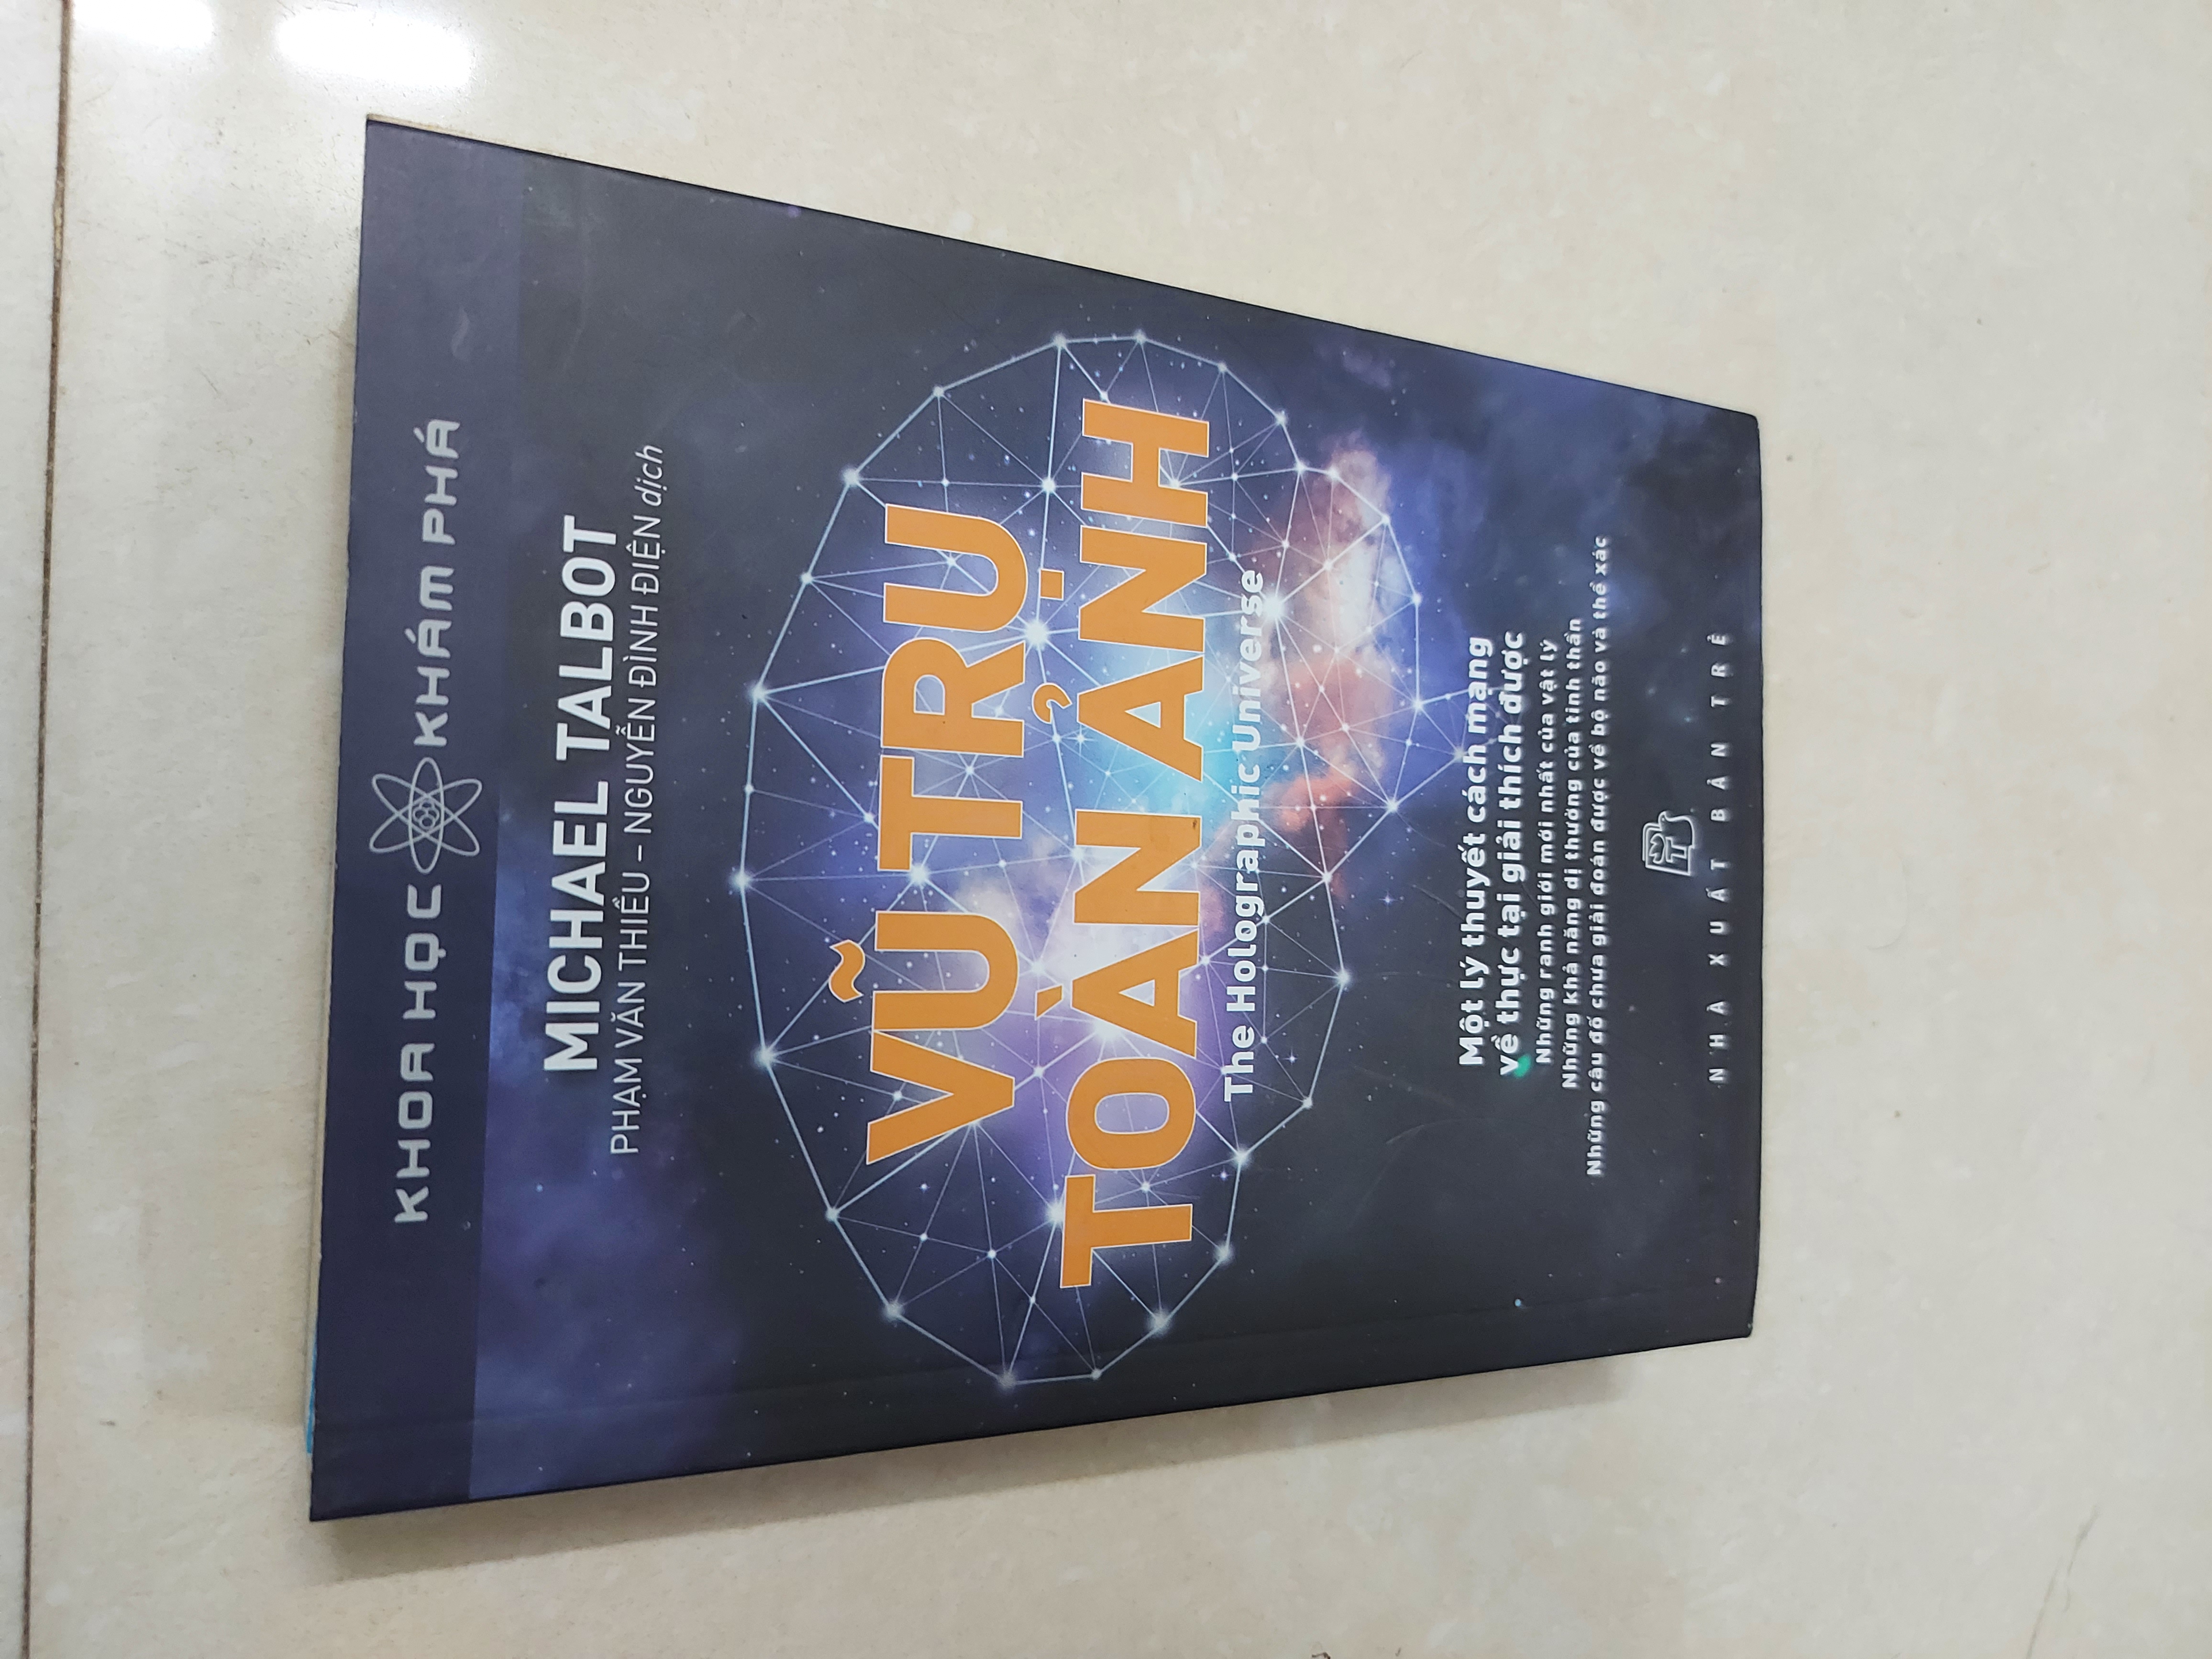 KHOA HỌC KHÁM PHÁ
MICHAEL TALBOT
PHẠM VĂN THIỀU – NGUYỄN ĐÌNH ĐIỆN dịch
VŨ TRỤ
TOÀN ẢNH
The Holographic Universe
Một lý thuyết cách mạng
về thực tại giải thích được
Những ranh giới mới nhất của vật lý
Những khả năng dị thường của tinh thần
Những câu đố chưa giải đoán được về bộ não và thể xác
NHÀ XUẤT BẢN TRẺ